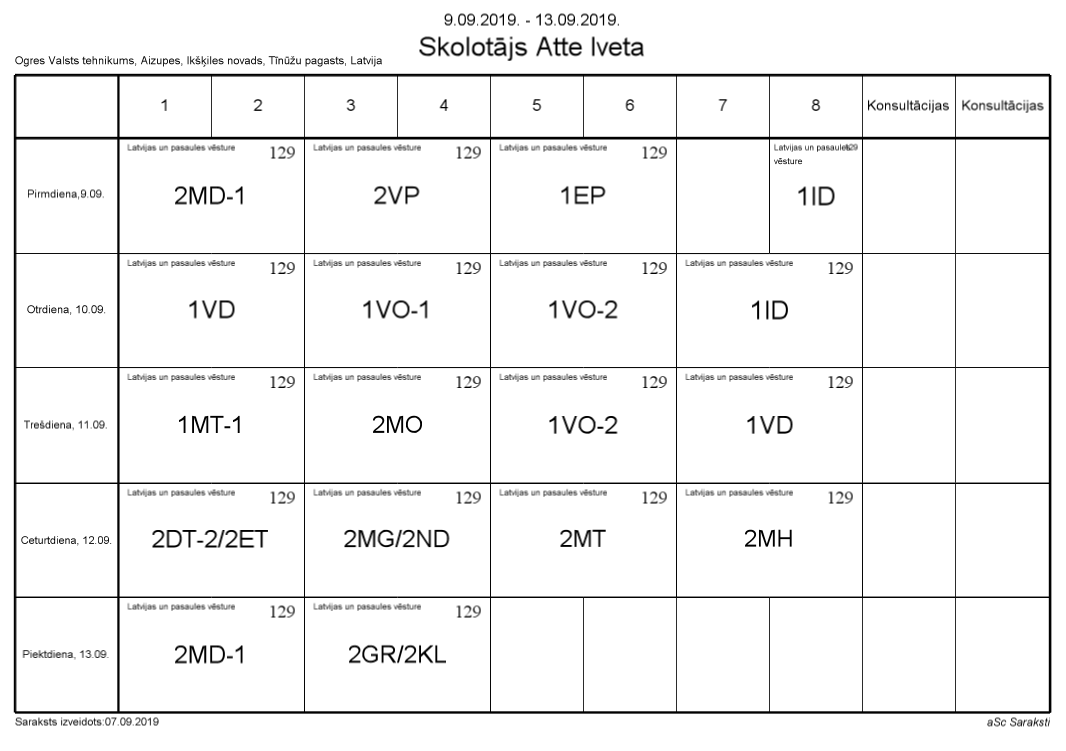 9.09.2019. - 13.09.2019.
Skolotājs Atte Iveta
Ogres Valsts tehnikums, Aizupes, Ikšķiles novads, Tīnūžu pagasts, Latvija
1 2 3 4 5 6 7 8 Konsultācijas Konsultācijas
Pirmdiena,9.09.
Latvijas un pasaules vēsture 129
2MD-1
Latvijas un pasaules vēsture 129
2VP
Latvijas un pasaules vēsture 129
1EP
Latvijas un pasaules 129
vēsture
1ID
Otrdiena, 10.09.
Latvijas un pasaules vēsture 129
1VD
Latvijas un pasaules vēsture 129
1VO-1
Latvijas un pasaules vēsture 129
1VO-2
Latvijas un pasaules vēsture 129
1ID
Trešdiena, 11.09.
Latvijas un pasaules vēsture 129
1MT-1
Latvijas un pasaules vēsture 129
2MO
Latvijas un pasaules vēsture 129
1VO-2
Latvijas un pasaules vēsture 129
1VD
Ceturtdiena, 12.09.
Latvijas un pasaules vēsture 129
2DT-2/2ET
Latvijas un pasaules vēsture 129
2MG/2ND
Latvijas un pasaules vēsture 129
2MT
Latvijas un pasaules vēsture 129
2MH
Piektdiena, 13.09.
Latvijas un pasaules vēsture 129
2MD-1
Latvijas un pasaules vēsture 129
2GR/2KL
Saraksts izveidots:07.09.2019
aSc Saraksti